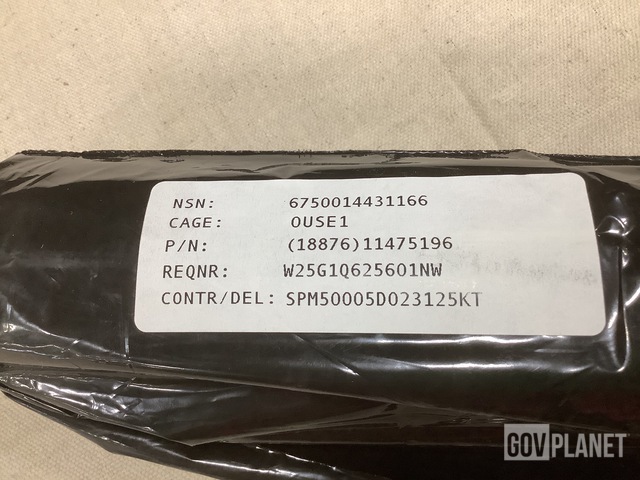 NSN: 6750014431166
CAGE: 0USE1
P/N: (18876)11475196
REQNR: W25G1Q625601NW
CONTR/DEL: SPM50005D023125KT
GOVPLANET